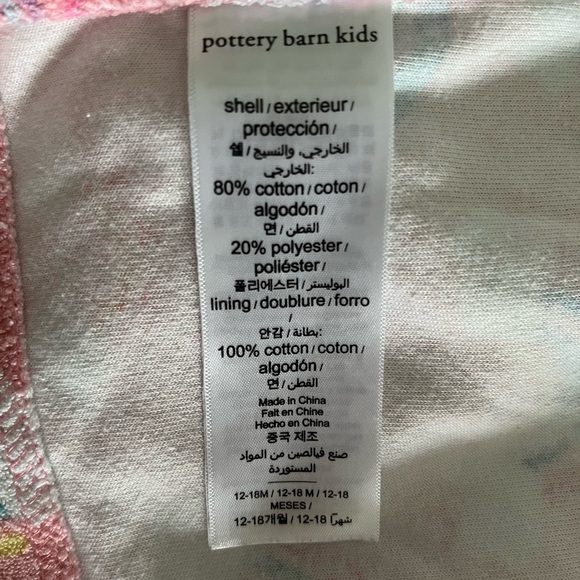 pottery barn kids
shell / exterieur /
protección /
쉘 / الخارجي، والنسيج
الخارجي:
80% cotton / coton /
algodón /
면 / القطن
20% polyester /
poliéster /
폴리에스터 / البوليستر
lining / doublure / forro
/
안감 / بطانة:
100% cotton / coton /
algodón /
면 / القطن
Made in China
Fait en Chine
Hecho en China
중국 제조
صنع فيالصين من المواد
المستوردة
12-18M / 12-18 M / 12-18
MESES /
12-18개월 / 12-18 شهرًا